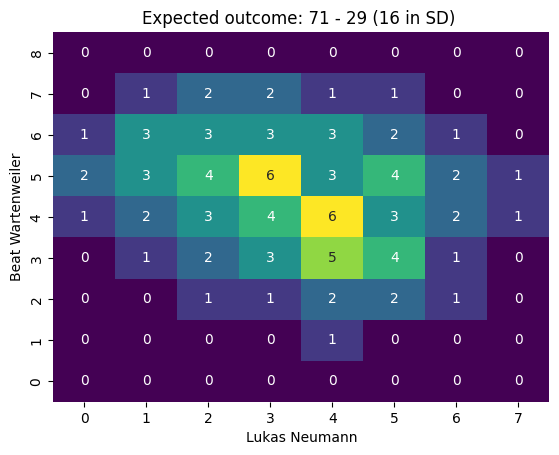 Expected outcome: 71 - 29 (16 in SD)
Beat Wartenweiler
8 0 0 0 0 0 0 0 0
7 0 1 2 2 1 1 0 0
6 1 3 3 3 3 2 1 0
5 2 3 4 6 3 4 2 1
4 1 2 3 4 6 3 2 1
3 0 1 2 3 5 4 1 0
2 0 0 1 1 2 2 1 0
1 0 0 0 0 1 0 0 0
0 0 0 0 0 0 0 0 0
0 1 2 3 4 5 6 7
Lukas Neumann